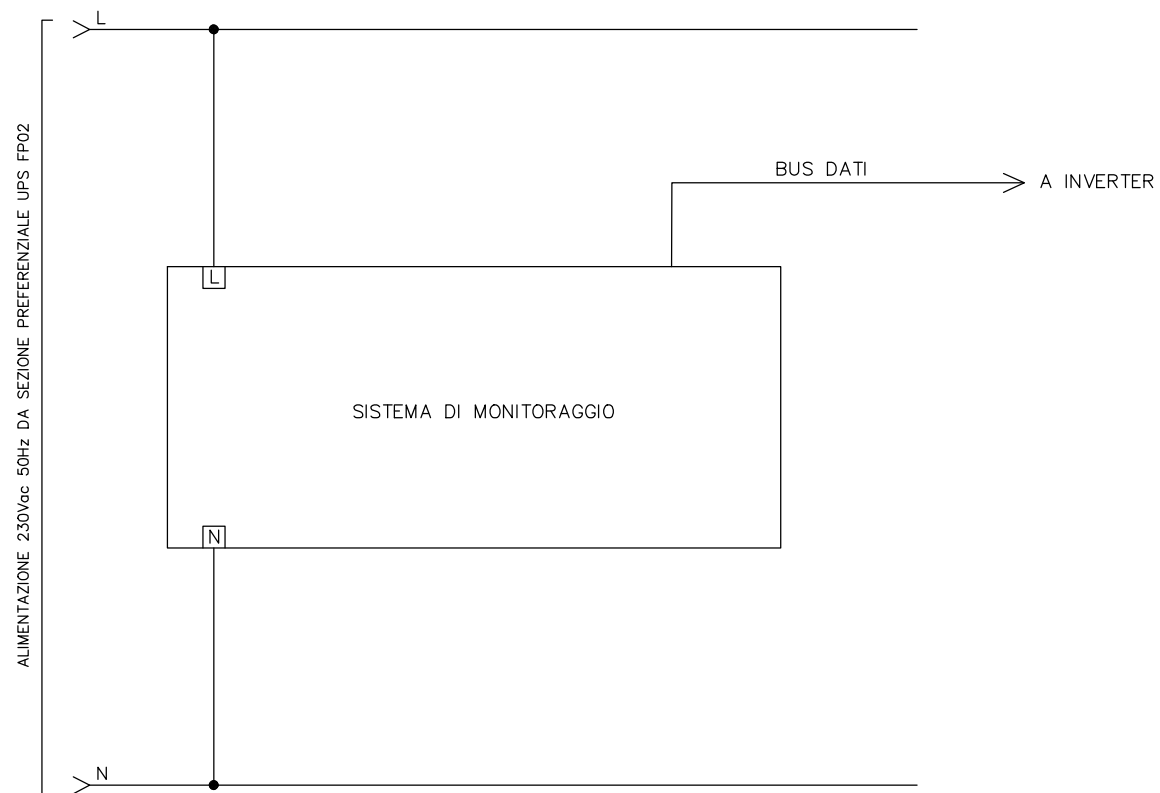 L
ALIMENTAZIONE 230Vac 50Hz DA SEZIONE PREFERENZIALE UPS FP02
BUS DATI
A INVERTER
L
SISTEMA DI MONITORAGGIO
N
N